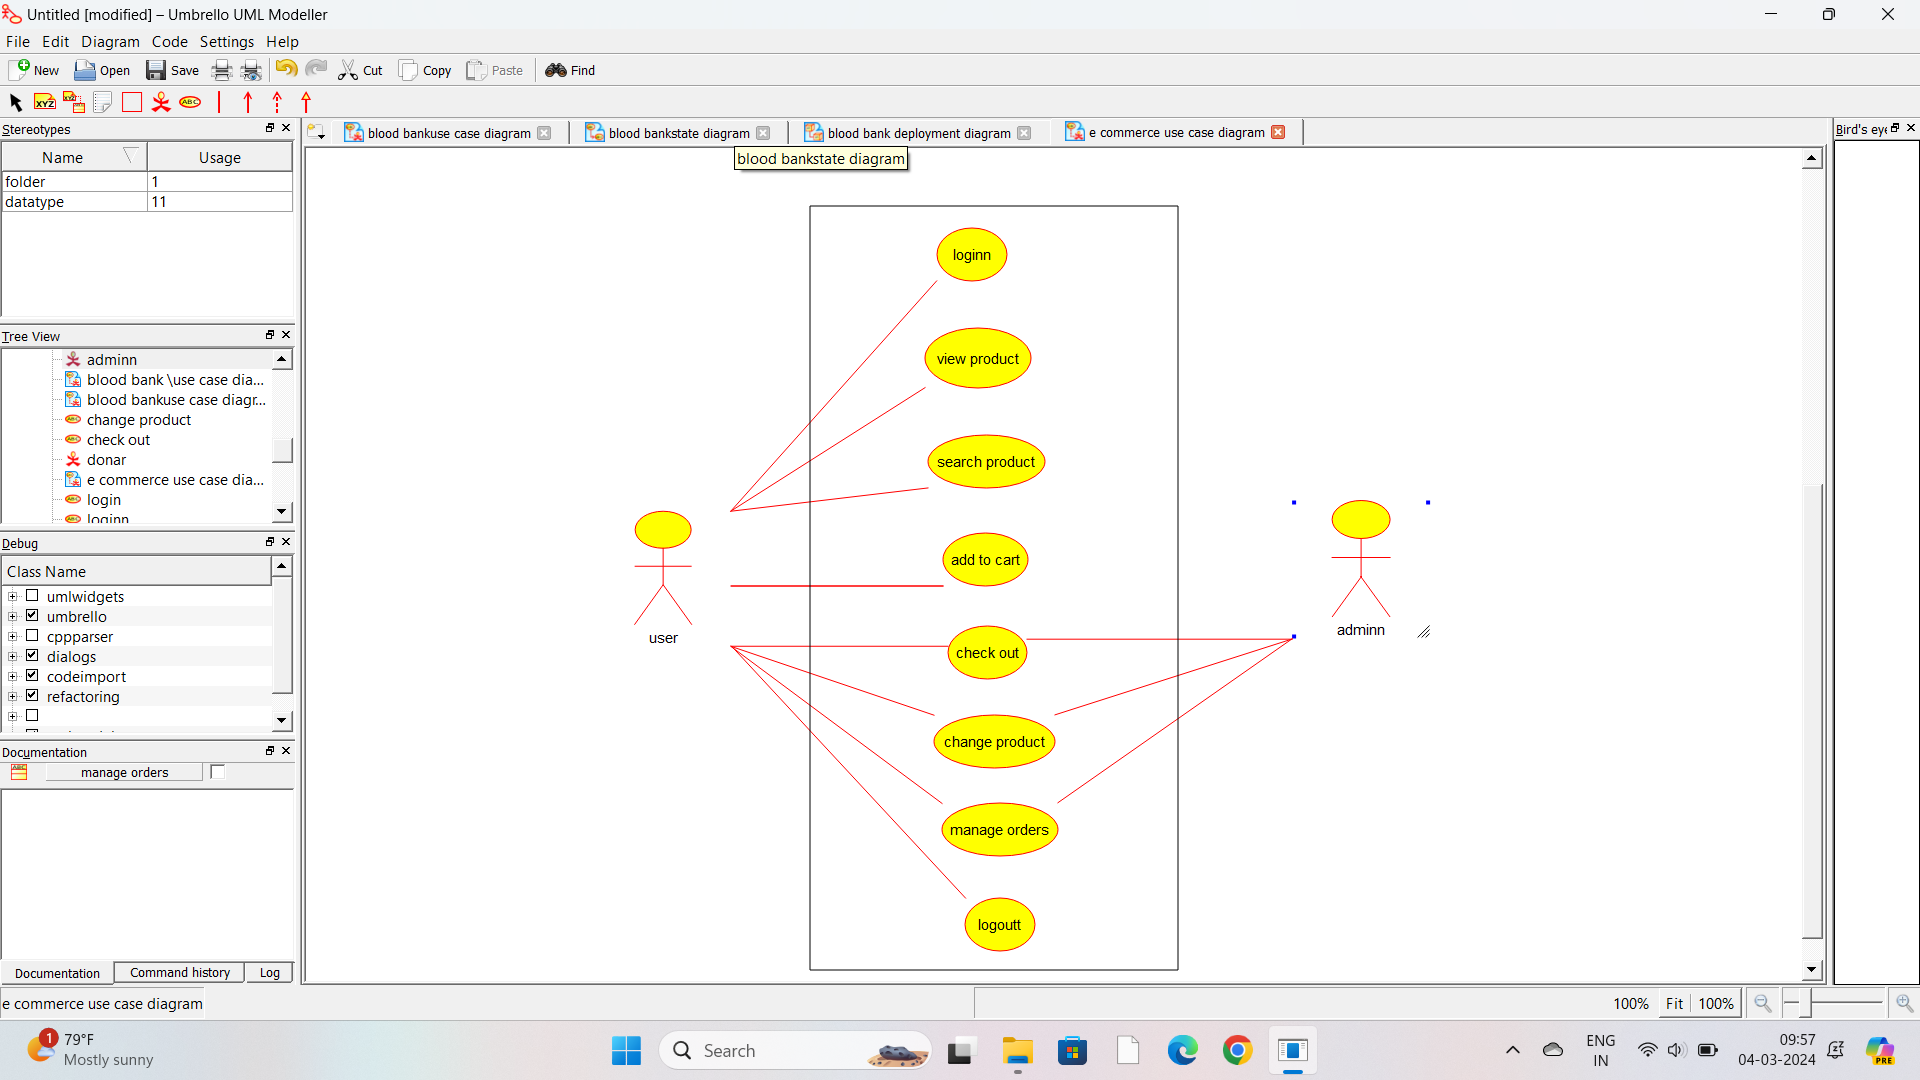 Untitled [modified] – Umbrello UML Modeller
File Edit Diagram Code Settings Help
New Open Save Cut Copy Paste Find
XYZ XYZ ABC
Stereotypes
Name Usage
folder 1
datatype 11
Tree View
adminn
blood bank \use case dia...
blood bankuse case diagr...
change product
check out
donar
e commerce use case dia...
login
loginn
Debug
Class Name
umlwidgets
umbrello
cppparser
dialogs
codeimport
refactoring
Documentation
manage orders
Documentation Command history Log
blood bankuse case diagram blood bankstate diagram blood bank deployment diagram e commerce use case diagram
blood bankstate diagram
loginn
view product
search product
add to cart
check out
change product
manage orders
logoutt
user
adminn
Bird's eye
e commerce use case diagram
100% Fit 100%
1
79°F
Mostly sunny
Search
PRE
ENG
IN
09:57
04-03-2024